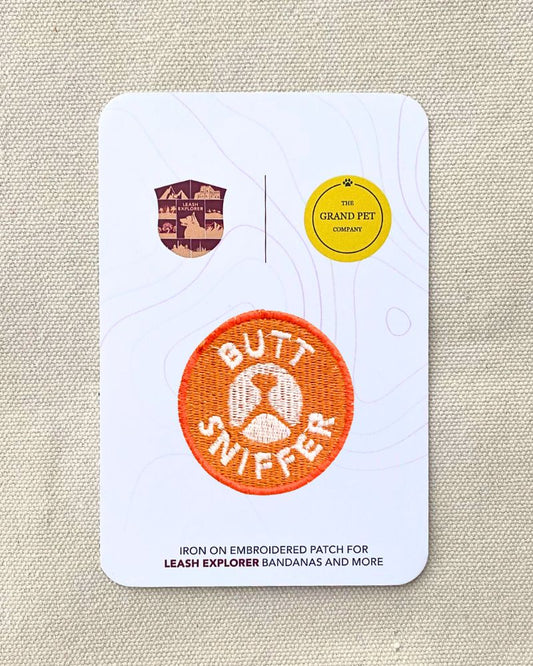 LEASH
EXPLORER
THE
GRAND PET
COMPANY
BUTT
SNIFFER
IRON ON EMBROIDERED PATCH FOR
LEASH EXPLORER BANDANAS AND MORE